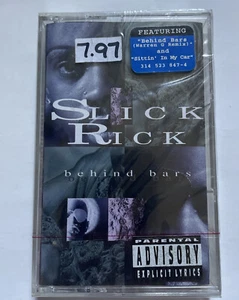 7.97
FEATURING
"Behind Bars
(Warren G Remix)"
and
"Sittin' In My Car"
314 523 847-4
SLICK
RICK
behind bars
PARENTAL
ADVISORY
EXPLICIT LYRICS